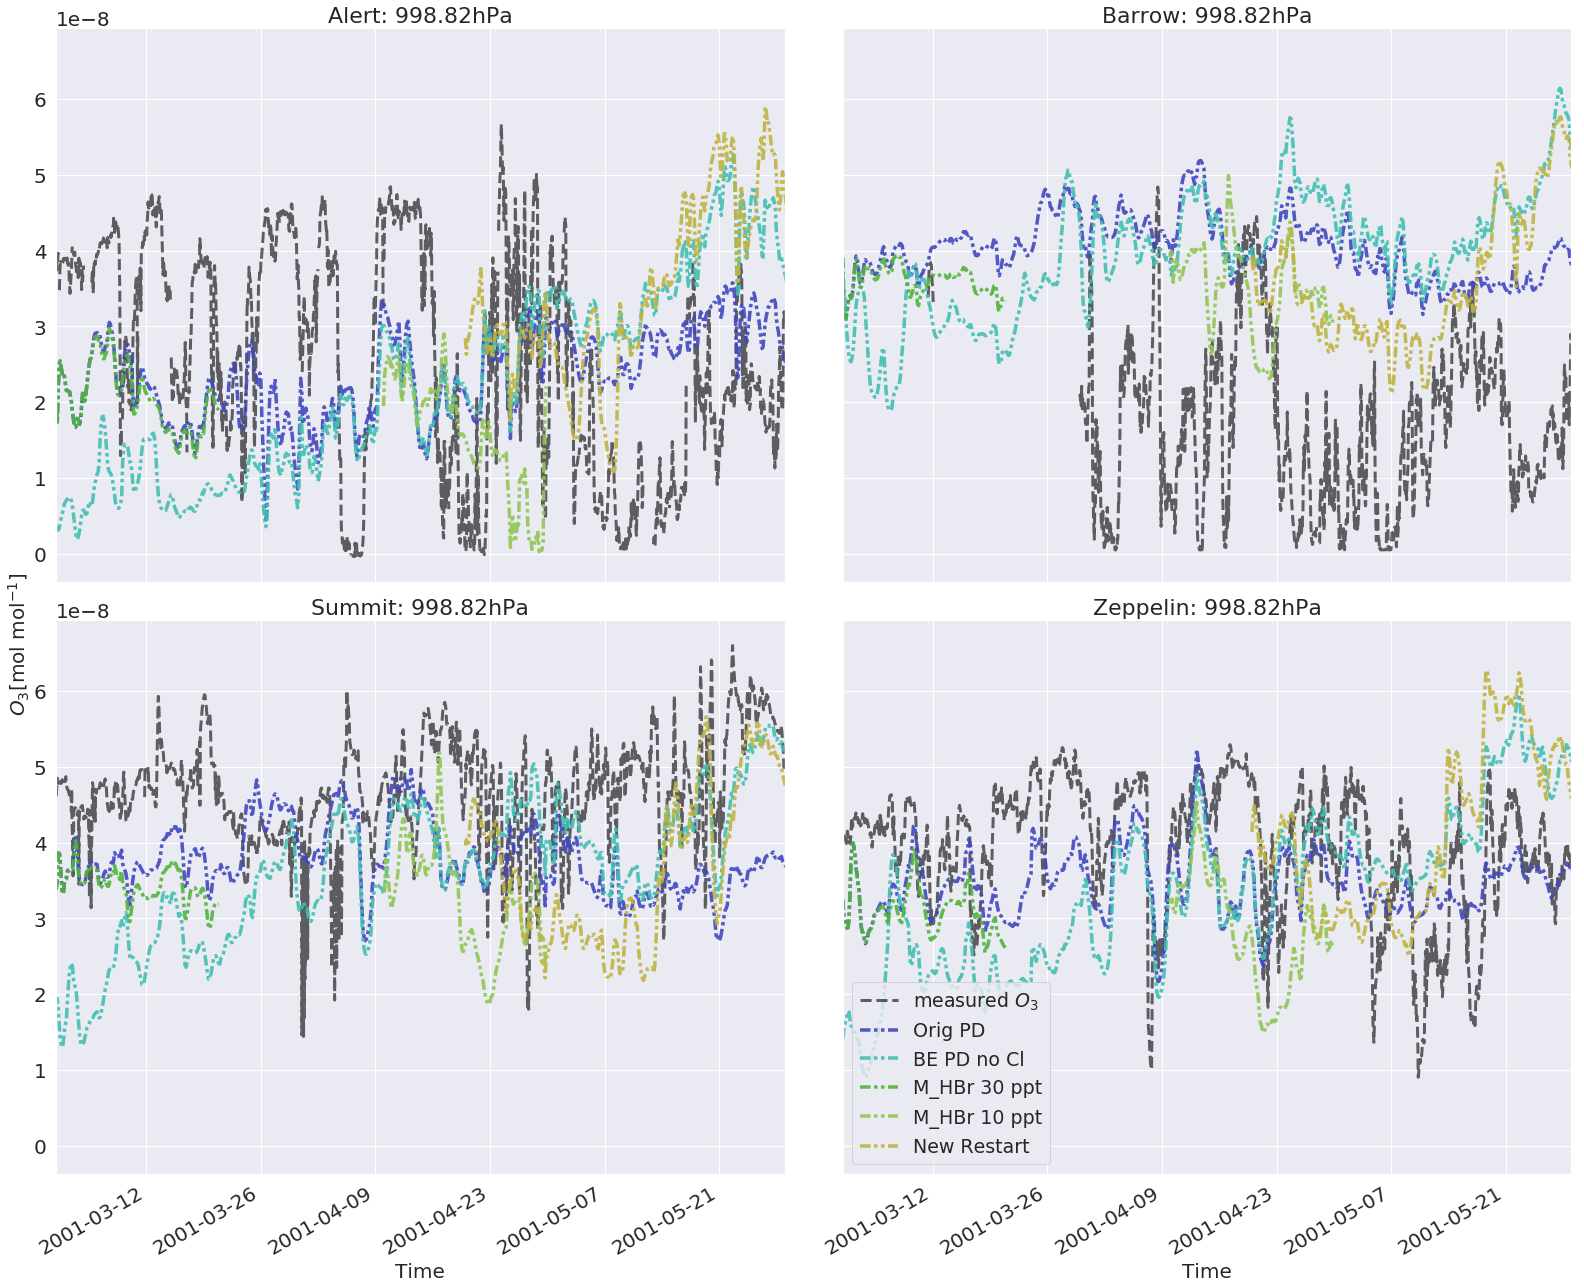 Alert: 998.82hPa
Barrow: 998.82hPa
1e−8
6
5
4
3
2
1
0
Summit: 998.82hPa
Zeppelin: 998.82hPa
1e−8
6
5
4
3
2
1
0
O₃[mol mol⁻¹]
measured O₃
Orig PD
BE PD no Cl
M_HBr 30 ppt
M_HBr 10 ppt
New Restart
2001-03-12
2001-03-26
2001-04-09
2001-04-23
2001-05-07
2001-05-21
2001-03-12
2001-03-26
2001-04-09
2001-04-23
2001-05-07
2001-05-21
Time
Time